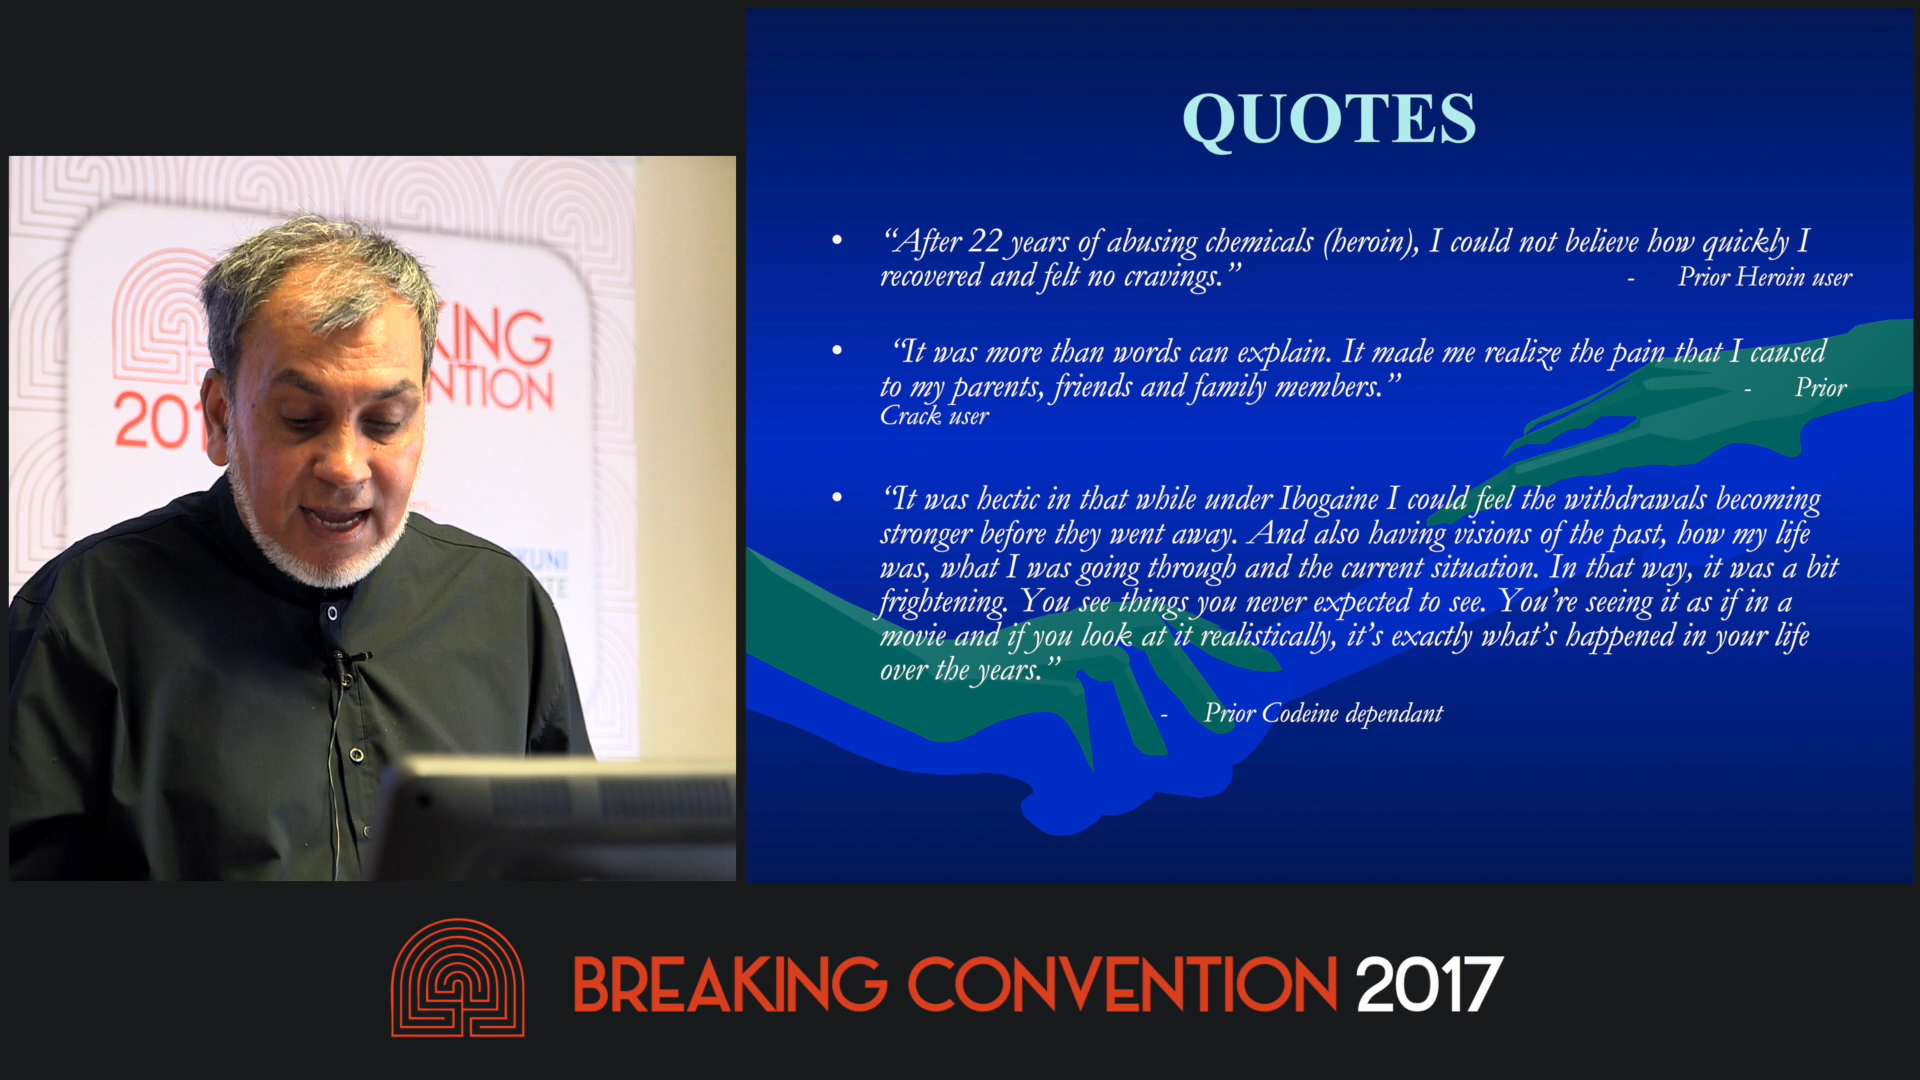 QUOTES
• “After 22 years of abusing chemicals (heroin), I could not believe how quickly I
recovered and felt no cravings.” - Prior Heroin user
• “It was more than words can explain. It made me realize the pain that I caused
to my parents, friends and family members.” - Prior
Crack user
• “It was hectic in that while under Ibogaine I could feel the withdrawals becoming
stronger before they went away. And also having visions of the past, how my life
was, what I was going through and the current situation. In that way, it was a bit
frightening. You see things you never expected to see. You’re seeing it as if in a
movie and if you look at it realistically, it’s exactly what’s happened in your life
over the years.”
- Prior Codeine dependant
KING
NTION
201
KUNI
TE
BREAKING CONVENTION 2017